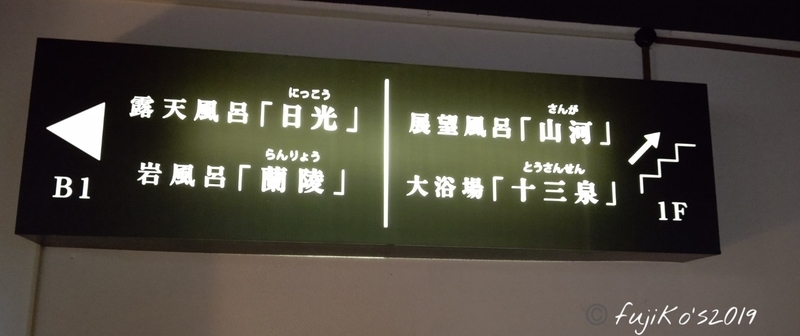 にっこう
露天風呂「日光」
らんりょう
岩風呂「蘭陵」
B1
さんが
展望風呂「山河」
とうさんせん
大浴場「十三泉」
1F
© fujiko's2019